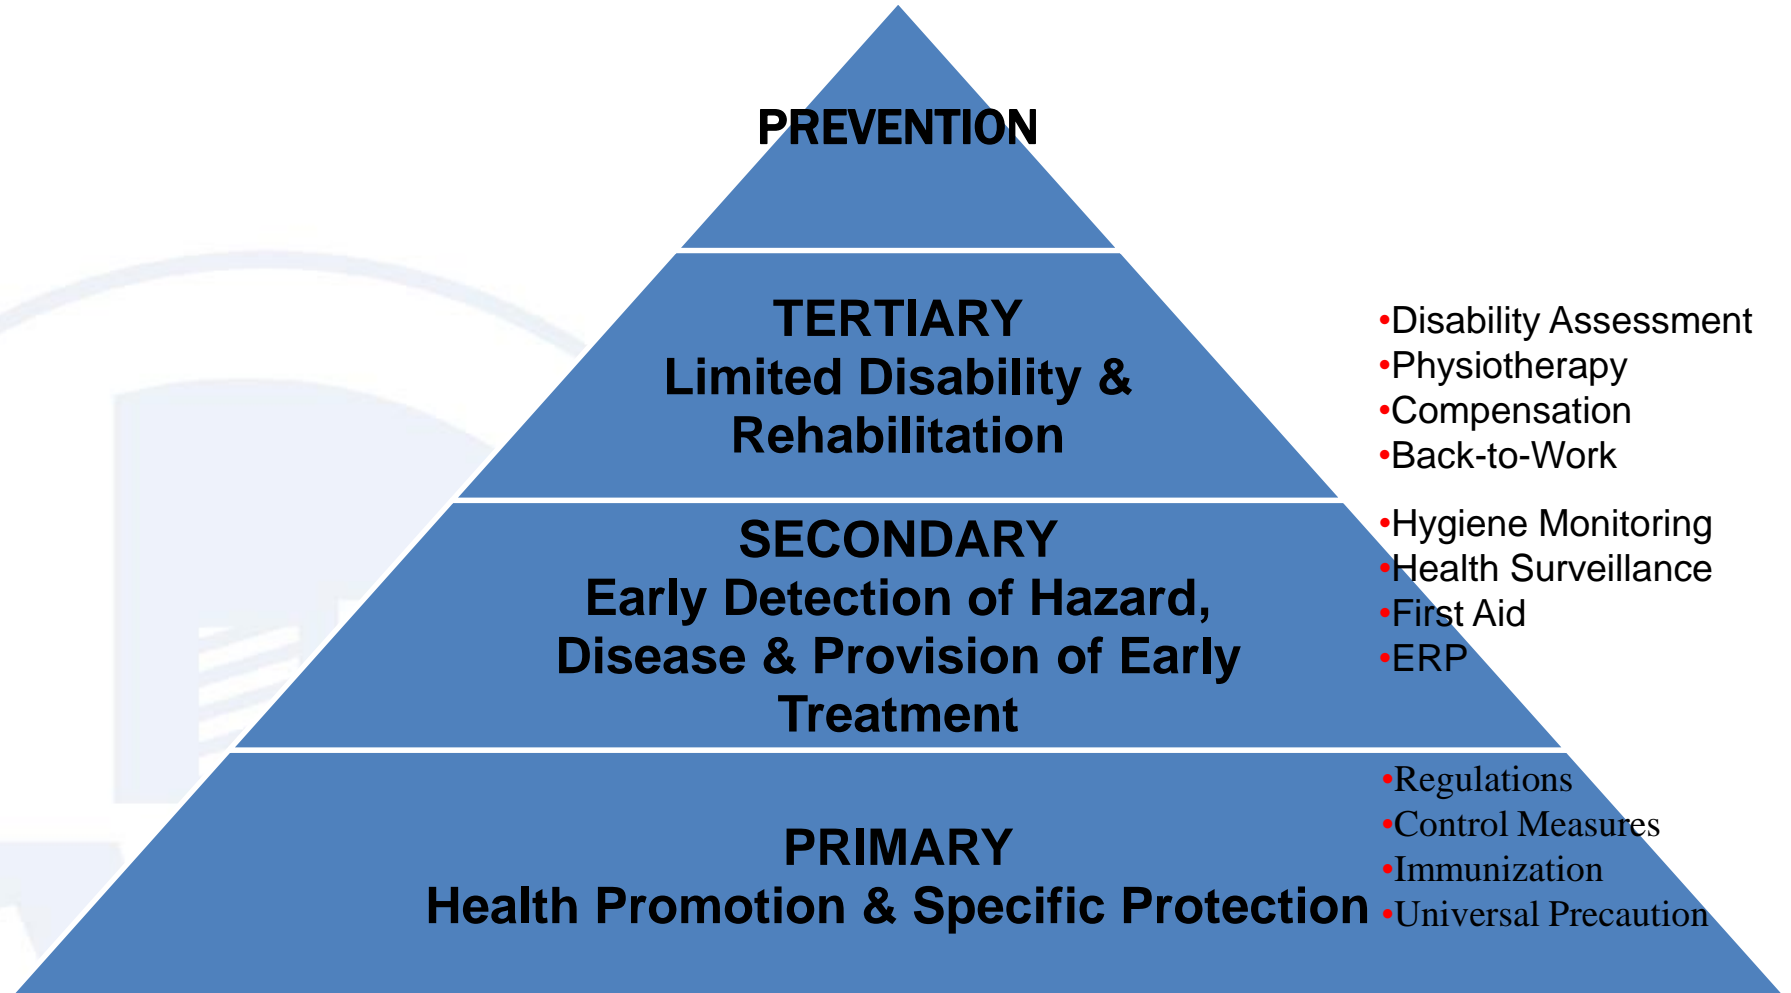 PREVENTION
TERTIARY
Limited Disability &
Rehabilitation
•Disability Assessment
•Physiotherapy
•Compensation
•Back-to-Work
SECONDARY
Early Detection of Hazard,
Disease & Provision of Early
Treatment
•Hygiene Monitoring
•Health Surveillance
•First Aid
•ERP
PRIMARY
Health Promotion & Specific Protection
•Regulations
•Control Measures
•Immunization
•Universal Precaution